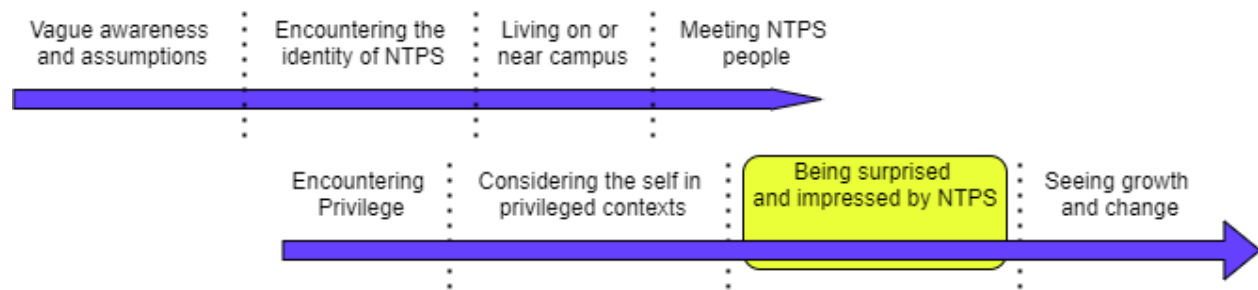 Vague awareness
and assumptions
Encountering the
identity of NTPS
Living on or
near campus
Meeting NTPS
people
Encountering
Privilege
Considering the self in
privileged contexts
Being surprised
and impressed by NTPS
Seeing growth
and change